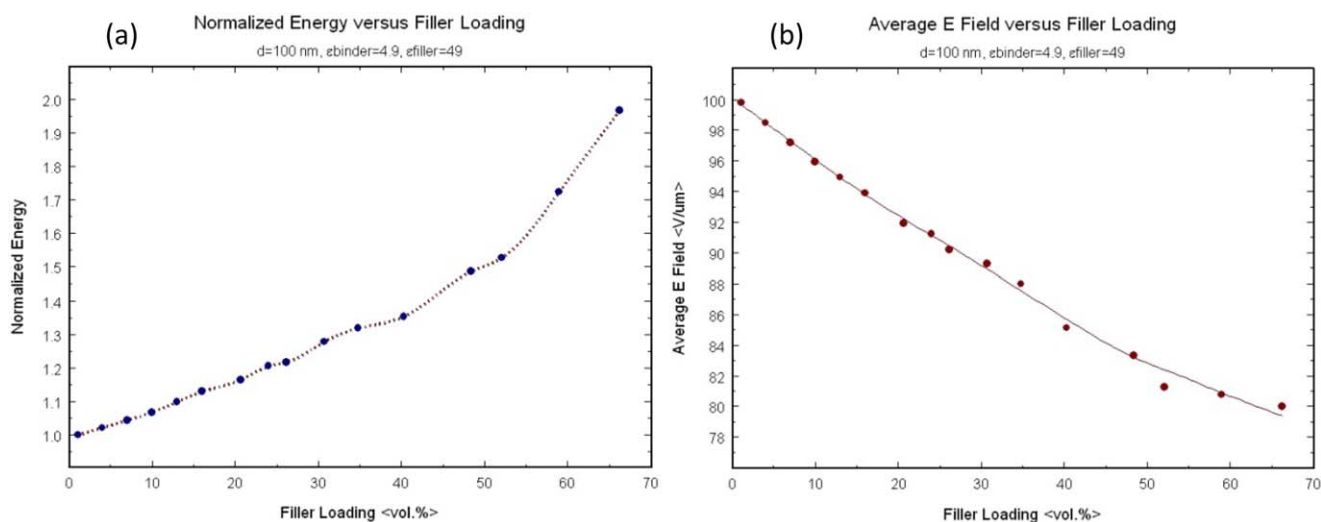 (a)
Normalized Energy versus Filler Loading
d=100 nm, εbinder=4.9, εfiller=49
Normalized Energy
2.0
1.9
1.8
1.7
1.6
1.5
1.4
1.3
1.2
1.1
1.0
0 10 20 30 40 50 60 70
Filler Loading <vol.%>
(b)
Average E Field versus Filler Loading
d=100 nm, εbinder=4.9, εfiller=49
Average E Field <V/um>
100
98
96
94
92
90
88
86
84
82
80
78
0 10 20 30 40 50 60 70
Filler Loading <vol.%>